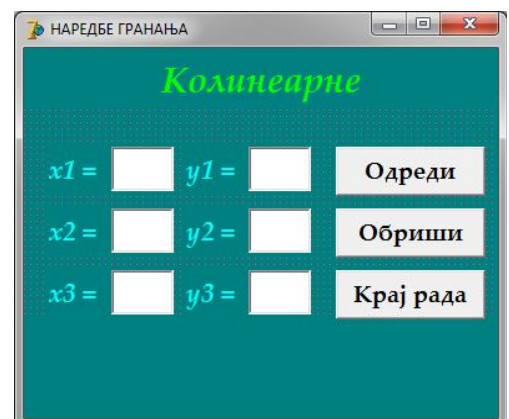 НАРЕДБЕ ГРАНАЊА
Колинеарне
x1 = y1 = Одреди
x2 = y2 = Обриши
x3 = y3 = Крај рада